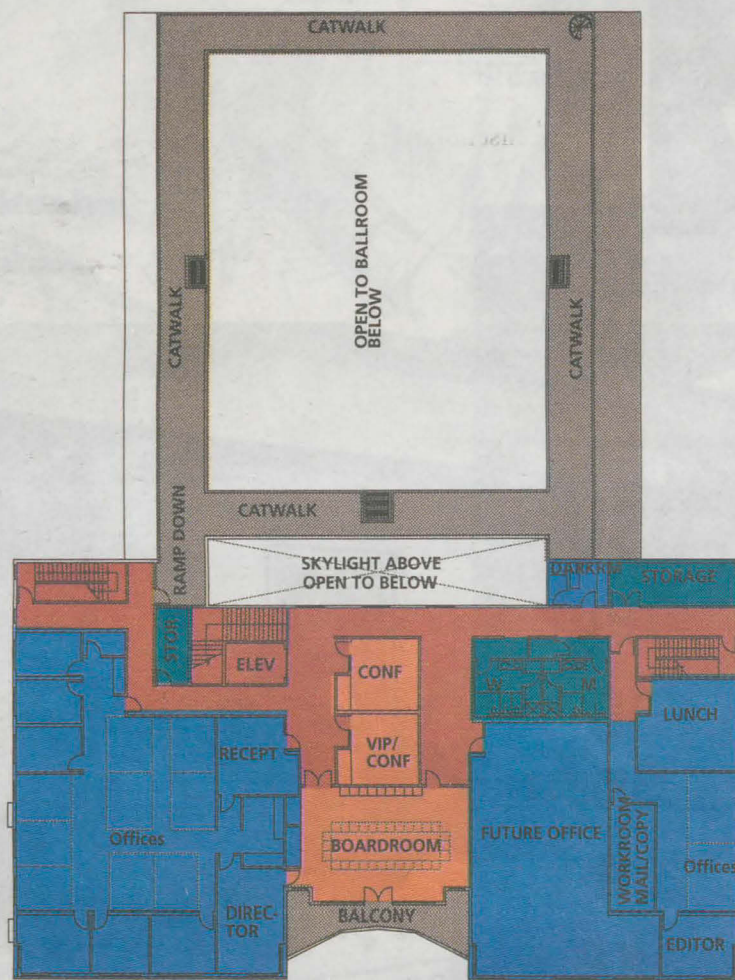 CATWALK
OPEN TO BALLROOM
BELOW
CATWALK
CATWALK
CATWALK
RAMP DOWN
SKYLIGHT ABOVE
OPEN TO BELOW
DARKRM
STORAGE
STOR
ELEV
CONF
W
M
LUNCH
VIP/
CONF
RECEPT
Offices
BOARDROOM
FUTURE OFFICE
WORKROOM
MAIL/COPY
Offices
DIREC-
TOR
BALCONY
EDITOR